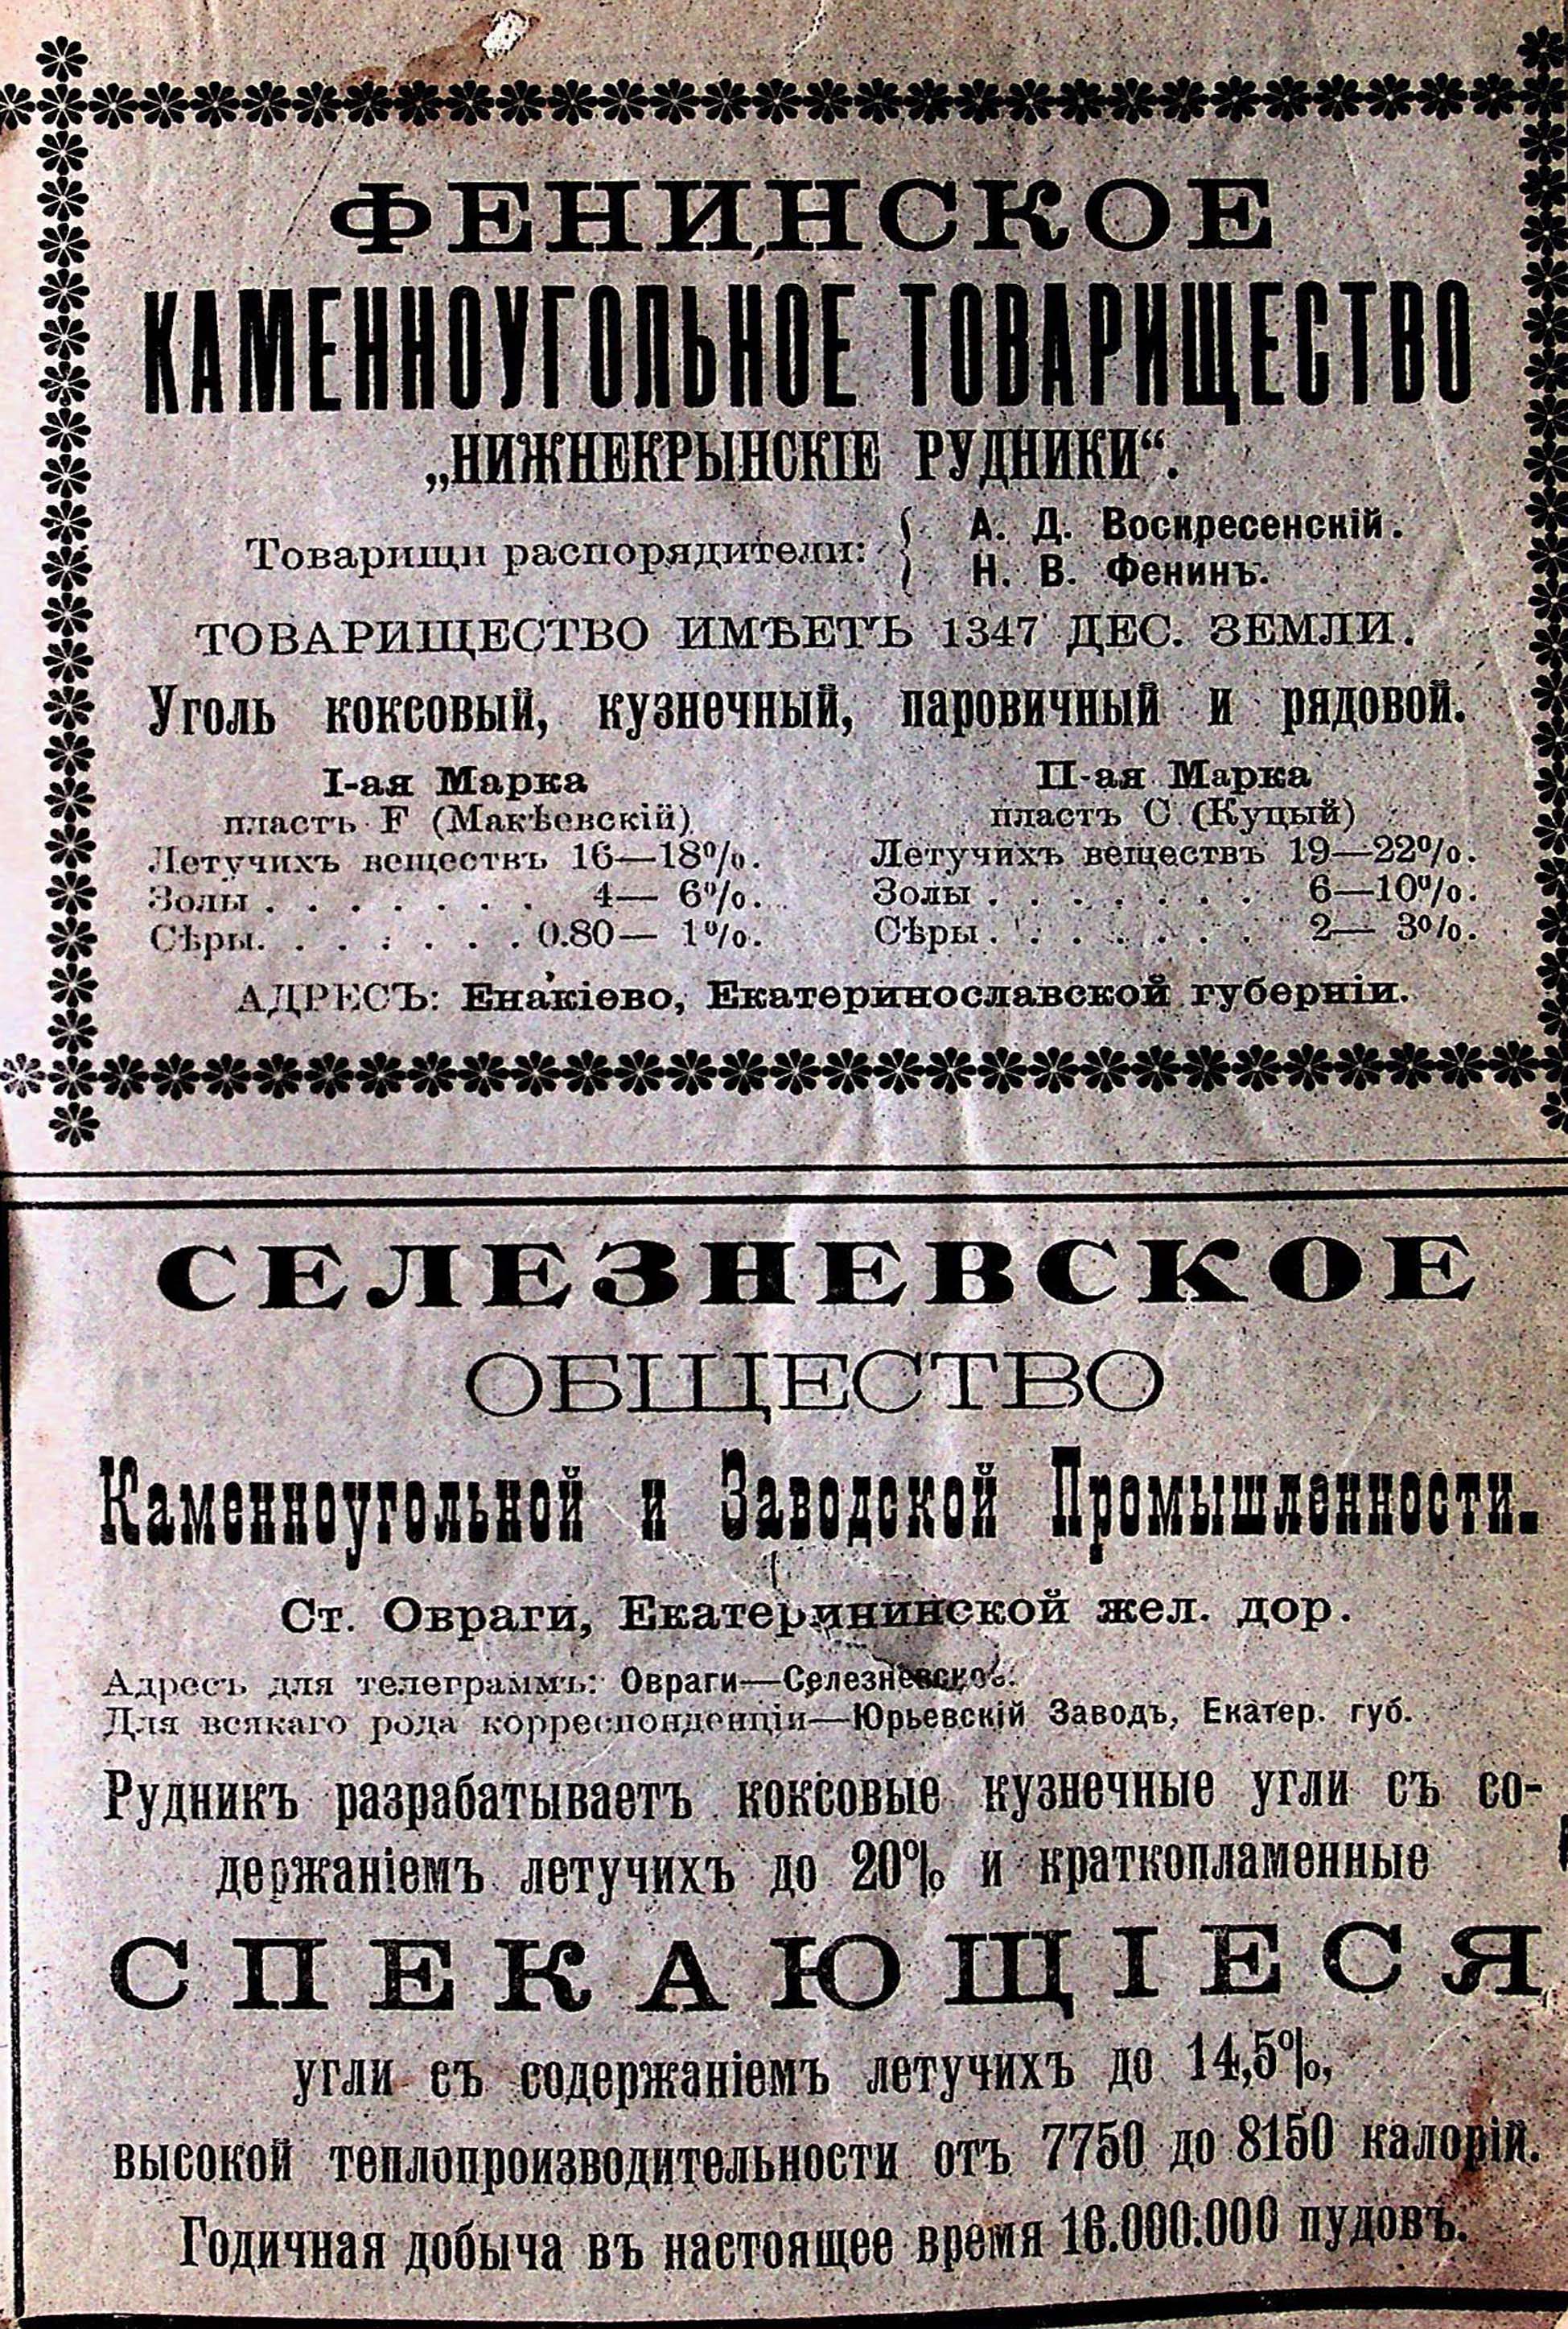 ФЕНИНСКОЕ
КАМЕННОУГОЛЬНОЕ ТОВАРИЩЕСТВО
„НИЖНЕКРЫНСКІЕ РУДНИКИ“.
Товарищи распорядители: А. Д. Воскресенскій.
Н. В. Фенинъ.
ТОВАРИЩЕСТВО ИМѢЕТЪ 1347 ДЕС. ЗЕМЛИ.
Уголь коксовый, кузнечный, паровичный и рядовой.
I-ая Марка
пластъ F (Макѣевскій)
Летучихъ веществъ 16—18%.
Золы . . . . . . . 4— 6%.
Сѣры. . . . . . . 0.80— 1%.
II-ая Марка
пластъ С (Куцый)
Летучихъ веществъ 19—22%.
Золы . . . . . . . 6—10%.
Сѣры . . . . . . . 2— 3%.
АДРЕСЪ: Енакіево, Екатеринославской губерніи.
СЕЛЕЗНЕВСКОЕ
ОБЩЕСТВО
Каменноугольной и Заводской Промышленности.
Ст. Овраги, Екатерининской жел. дор.
Адресъ для телеграммъ: Овраги—Селезневское.
Для всякаго рода корреспонденціи—Юрьевскій Заводъ, Екатер. губ.
Рудникъ разрабатываетъ коксовые кузнечные угли съ со-
держаніемъ летучихъ до 20% и краткопламенные
СПЕКАЮЩІЕСЯ
угли съ содержаніемъ летучихъ до 14,5%,
высокой теплопроизводительности отъ 7750 до 8150 калорій.
Годичная добыча въ настоящее время 16.000.000 пудовъ.